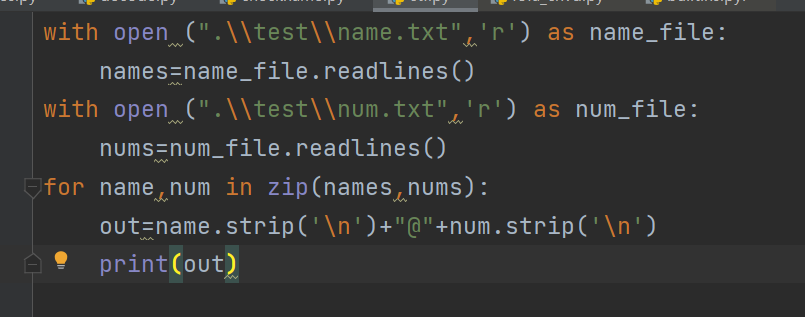 with open (".\\test\\name.txt",'r') as name_file:
    names=name_file.readlines()
with open (".\\test\\num.txt",'r') as num_file:
    nums=num_file.readlines()
for name,num in zip(names,nums):
    out=name.strip('\n')+"@"+num.strip('\n')
    print(out)